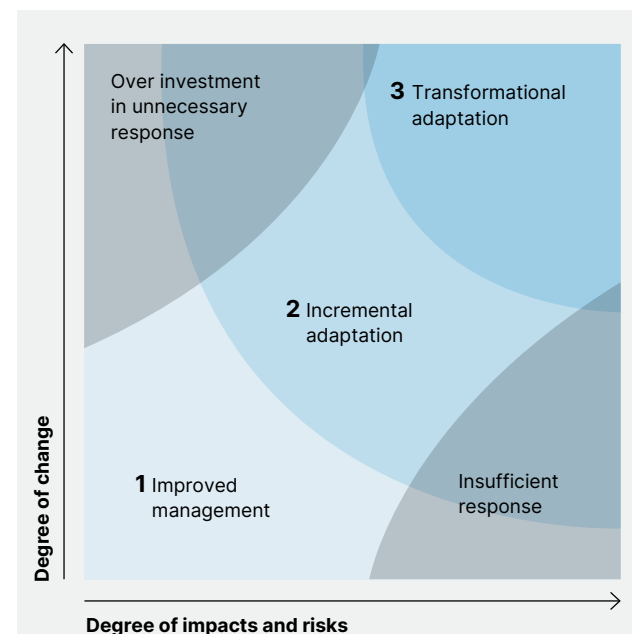 Over investment
in unnecessary
response
3 Transformational
adaptation
2 Incremental
adaptation
1 Improved
management
Insufficient
response
Degree of change
Degree of impacts and risks